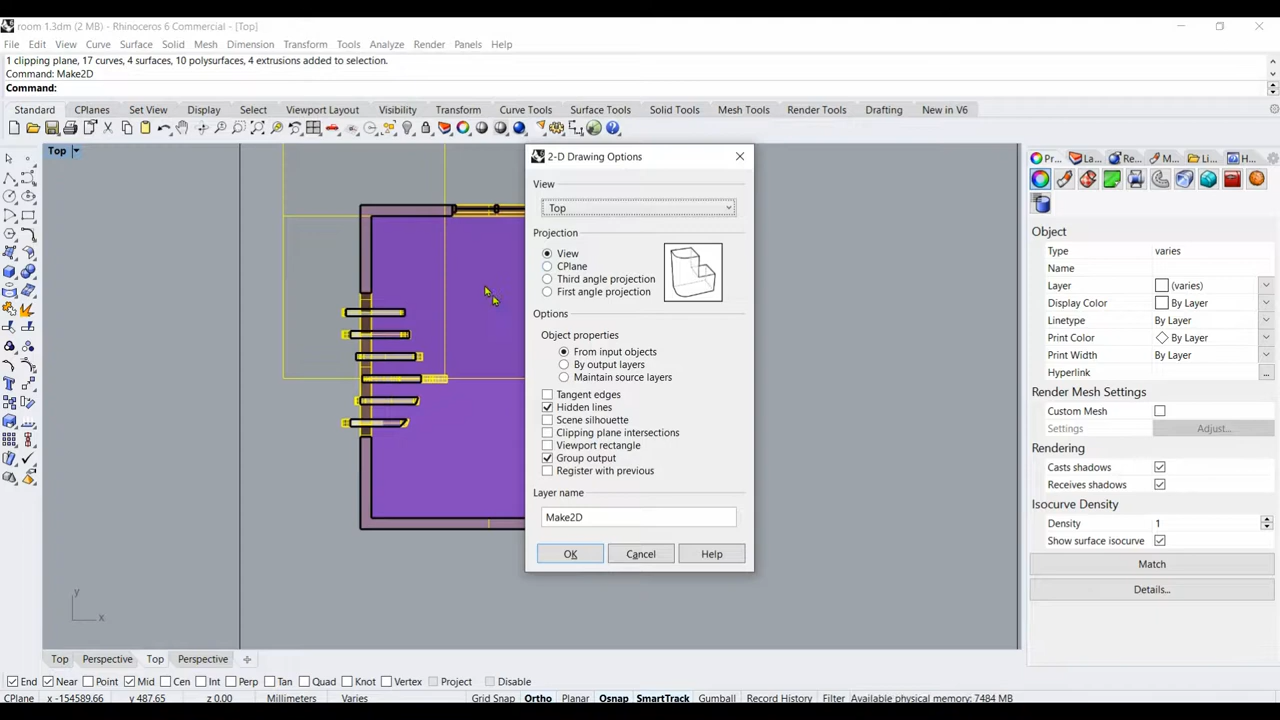 room 1.3dm (2 MB) - Rhinoceros 6 Commercial - [Top]
File Edit View Curve Surface Solid Mesh Dimension Transform Tools Analyze Render Panels Help
1 clipping plane, 17 curves, 4 surfaces, 10 polysurfaces, 4 extrusions added to selection.
Command: Make2D
Command:
Standard CPlanes Set View Display Select Viewport Layout Visibility Transform Curve Tools Surface Tools Solid Tools Mesh Tools Render Tools Drafting New in V6
Top
2-D Drawing Options
View
Top
Projection
View
CPlane
Third angle projection
First angle projection
Options
Object properties
From input objects
By output layers
Maintain source layers
Tangent edges
Hidden lines
Scene silhouette
Clipping plane intersections
Viewport rectangle
Group output
Register with previous
Layer name
Make2D
OK Cancel Help
Pr... La... Re... M... Li... H...
Object
Type varies
Name
Layer (varies)
Display Color By Layer
Linetype By Layer
Print Color By Layer
Print Width By Layer
Hyperlink ...
Render Mesh Settings
Custom Mesh
Settings Adjust...
Rendering
Casts shadows
Receives shadows
Isocurve Density
Density 1
Show surface isocurve
Match
Details...
y
x
Top Perspective Top Perspective
End Near Point Mid Cen Int Perp Tan Quad Knot Vertex Project Disable
CPlane x -154589.66 y 487.65 z 0.00 Millimeters Varies Grid Snap Ortho Planar Osnap SmartTrack Gumball Record History Filter Available physical memory: 7484 MB